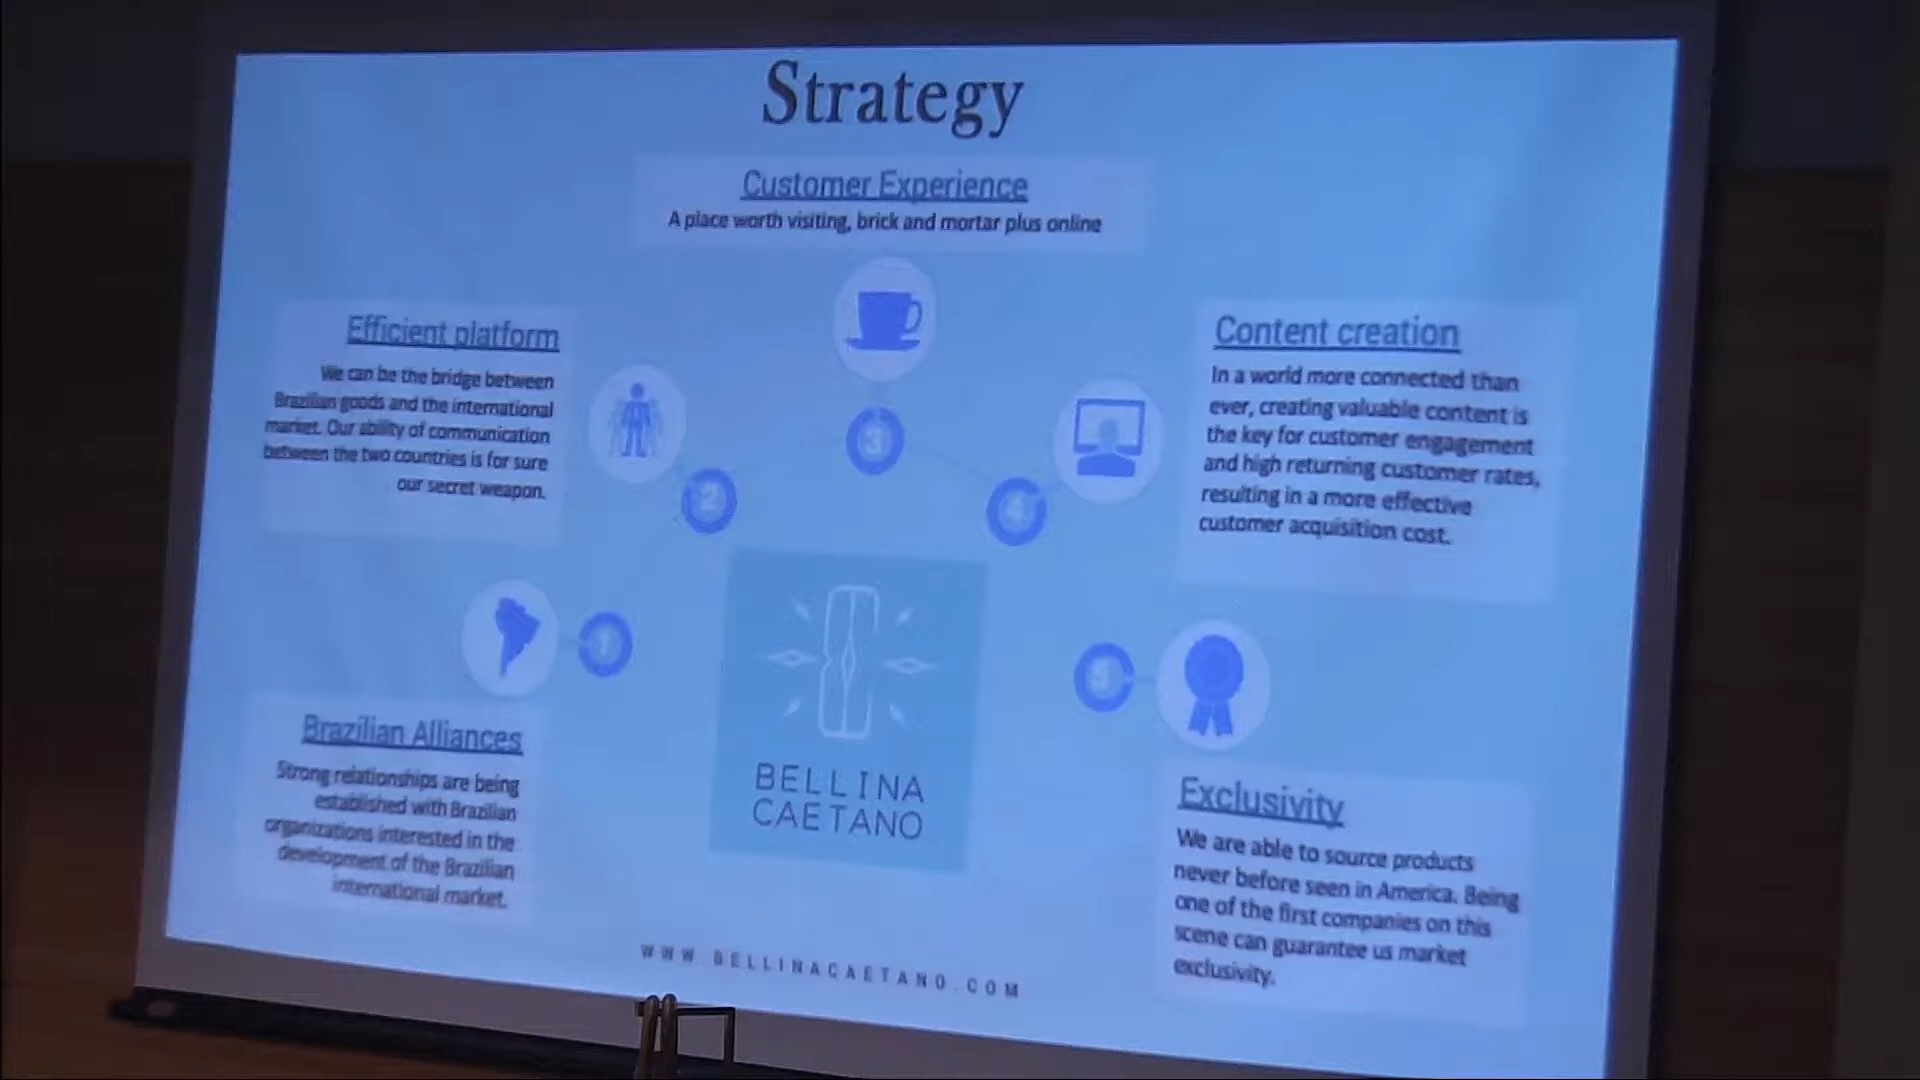 Strategy
Customer Experience
A place worth visiting, brick and mortar plus online
Efficient platform
We can be the bridge between
Brazilian goods and the international
market. Our ability of communication
between the two countries is for sure
our secret weapon.
Content creation
In a world more connected than
ever, creating valuable content is
the key for customer engagement
and high returning customer rates,
resulting in a more effective
customer acquisition cost.
3
2
4
1
5
Brazilian Alliances
Strong relationships are being
established with Brazilian
organizations interested in the
development of the Brazilian
international market.
BELLINA
CAETANO
Exclusivity
We are able to source products
never before seen in America. Being
one of the first companies on this
scene can guarantee us market
exclusivity.
WWW.BELLINACAETANO.COM